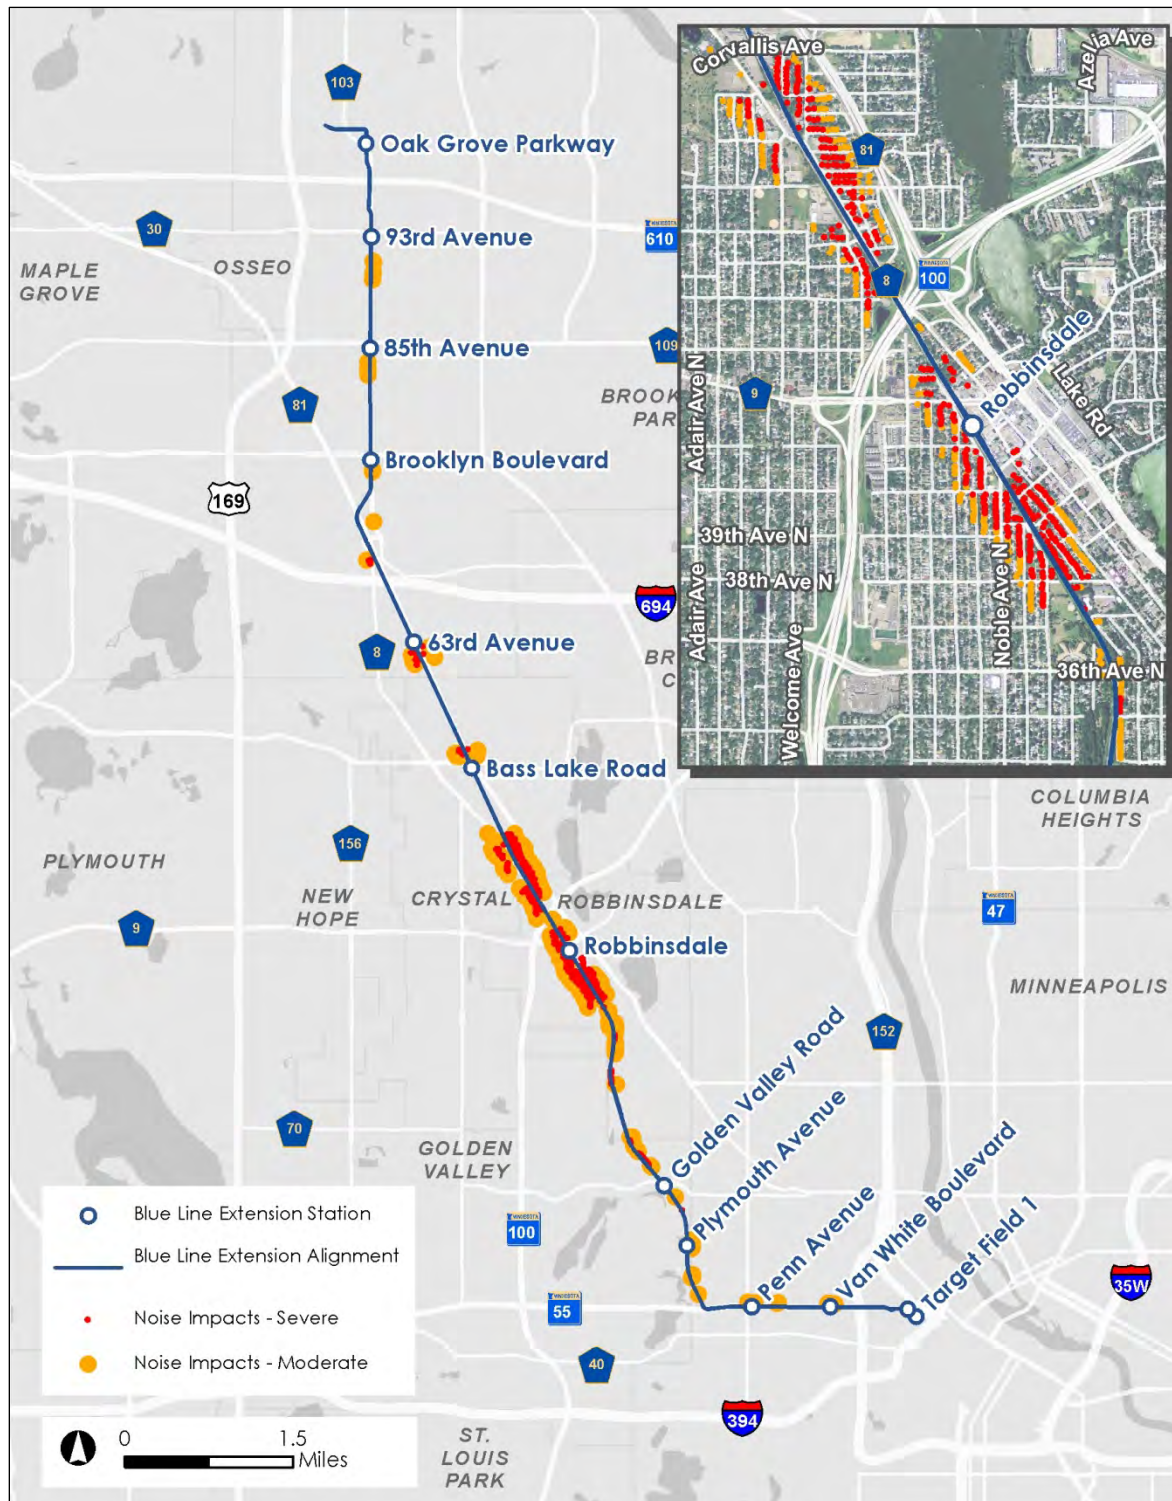 103
Oak Grove Parkway
30
93rd Avenue
MINNESOTA
610
MAPLE
GROVE
OSSEO
85th Avenue
109
81
BROOK
PAR
Brooklyn Boulevard
169
694
63rd Avenue
8
BR
C
Bass Lake Road
156
PLYMOUTH
NEW
HOPE
CRYSTAL
ROBBINSDALE
9
Robbinsdale
COLUMBIA
HEIGHTS
47
MINNEAPOLIS
152
Golden Valley Road
Plymouth Avenue
70
GOLDEN
VALLEY
Penn Avenue
Van White Boulevard
Target Field 1
MINNESOTA
100
MINNESOTA
55
40
35W
394
ST.
LOUIS
PARK
Corvallis Ave
Azelia Ave
81
8
100
Robbinsdale
Lake Rd
Adair Ave N
9
39th Ave N
38th Ave N
Adair Ave
Noble Ave N
36th Ave N
Welcome Ave
Blue Line Extension Station
Blue Line Extension Alignment
Noise Impacts - Severe
Noise Impacts - Moderate
0 1.5
Miles